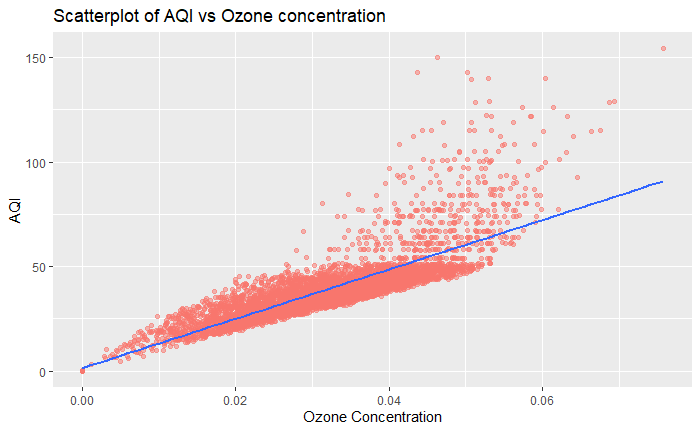 Scatterplot of AQI vs Ozone concentration
150
100
50
0
AQI
0.00 0.02 0.04 0.06
Ozone Concentration